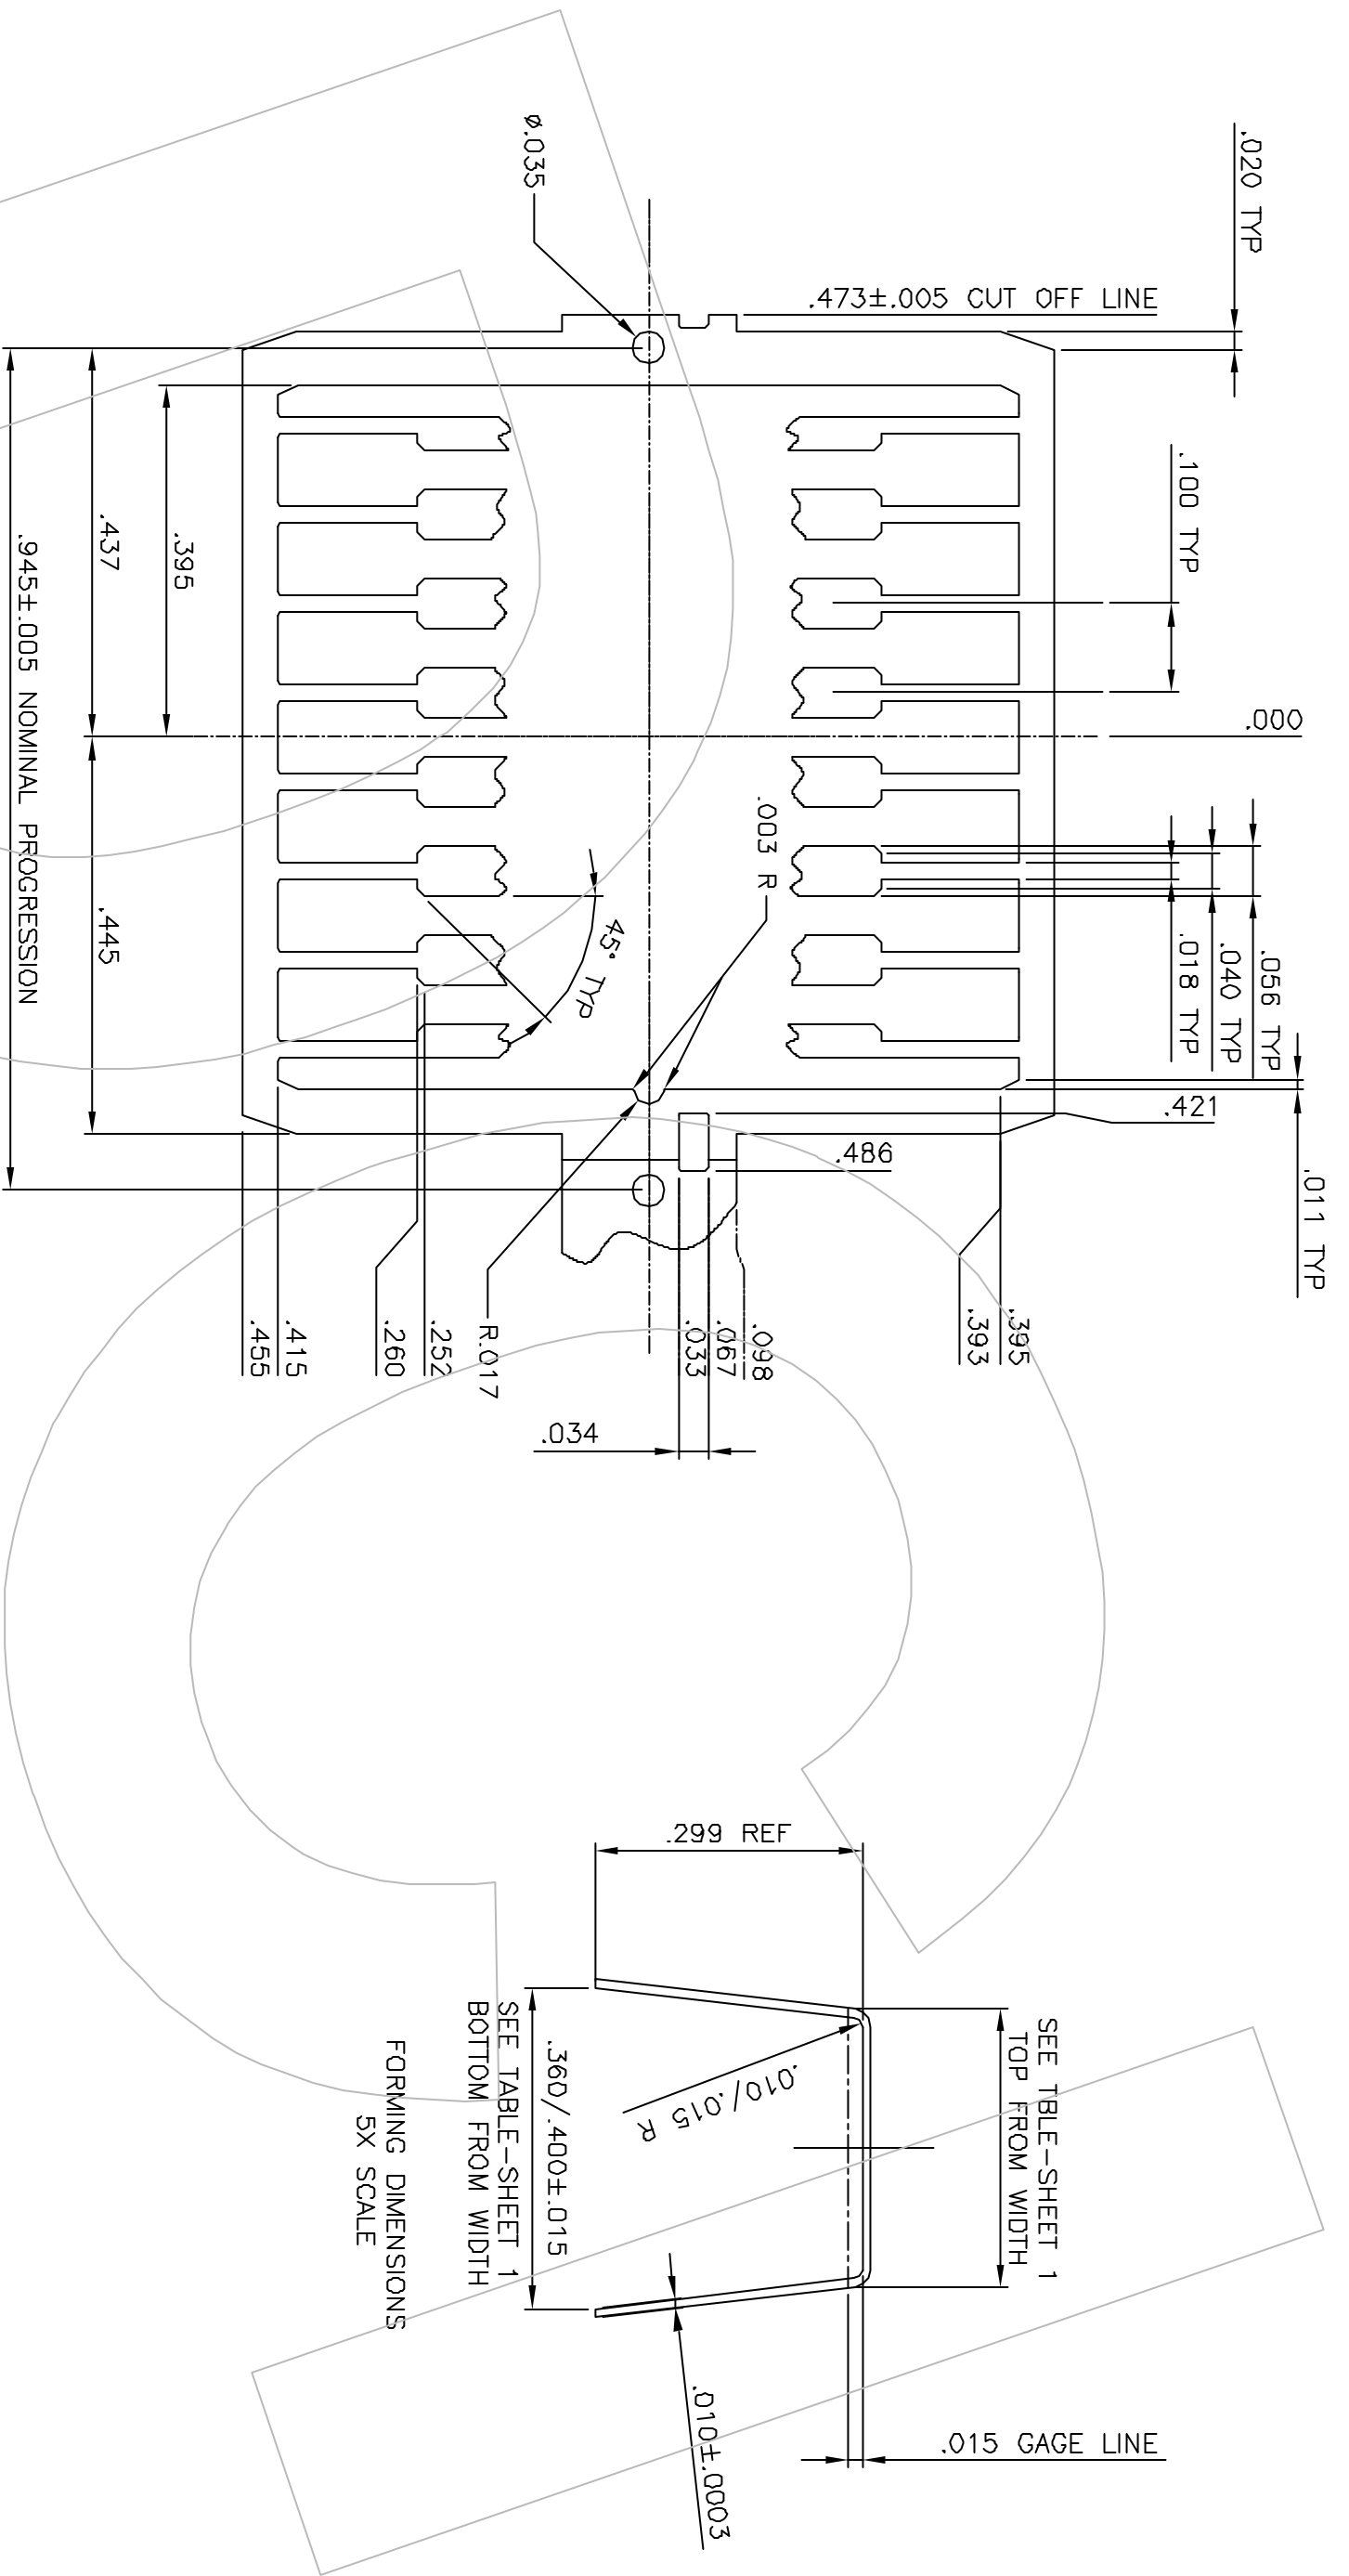 .020 TYP
Ø.035
.473±.005 CUT OFF LINE
.100 TYP
.000
.395
.437
.945±.005 NOMINAL PROGRESSION
.445
.003 R
45° TYP
.018 TYP
.040 TYP
.056 TYP
.421
.486
.011 TYP
.455
.415
.260
.252
R.017
.033
.067
.098
.393
.395
.034
.299 REF
SEE TBLE-SHEET 1
TOP FROM WIDTH
.010/.015 R
.360/.400±.015
SEE TABLE-SHEET 1
BOTTOM FROM WIDTH
FORMING DIMENSIONS
5X SCALE
.010±.0003
.015 GAGE LINE